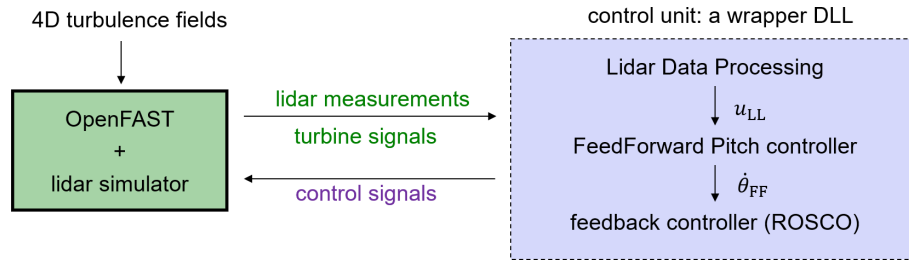 4D turbulence fields
control unit: a wrapper DLL
OpenFAST
+
lidar simulator
lidar measurements
turbine signals
control signals
Lidar Data Processing
u_LL
FeedForward Pitch controller
θ̇_FF
feedback controller (ROSCO)